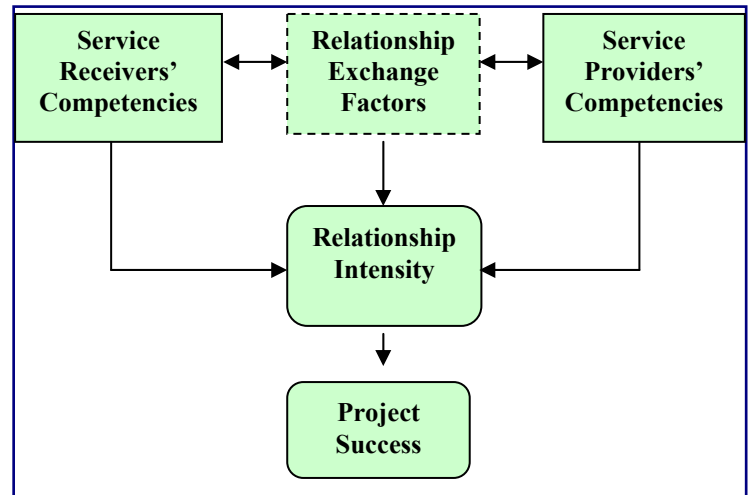 Service
Receivers’
Competencies
Relationship
Exchange
Factors
Service
Providers’
Competencies
Relationship
Intensity
Project
Success